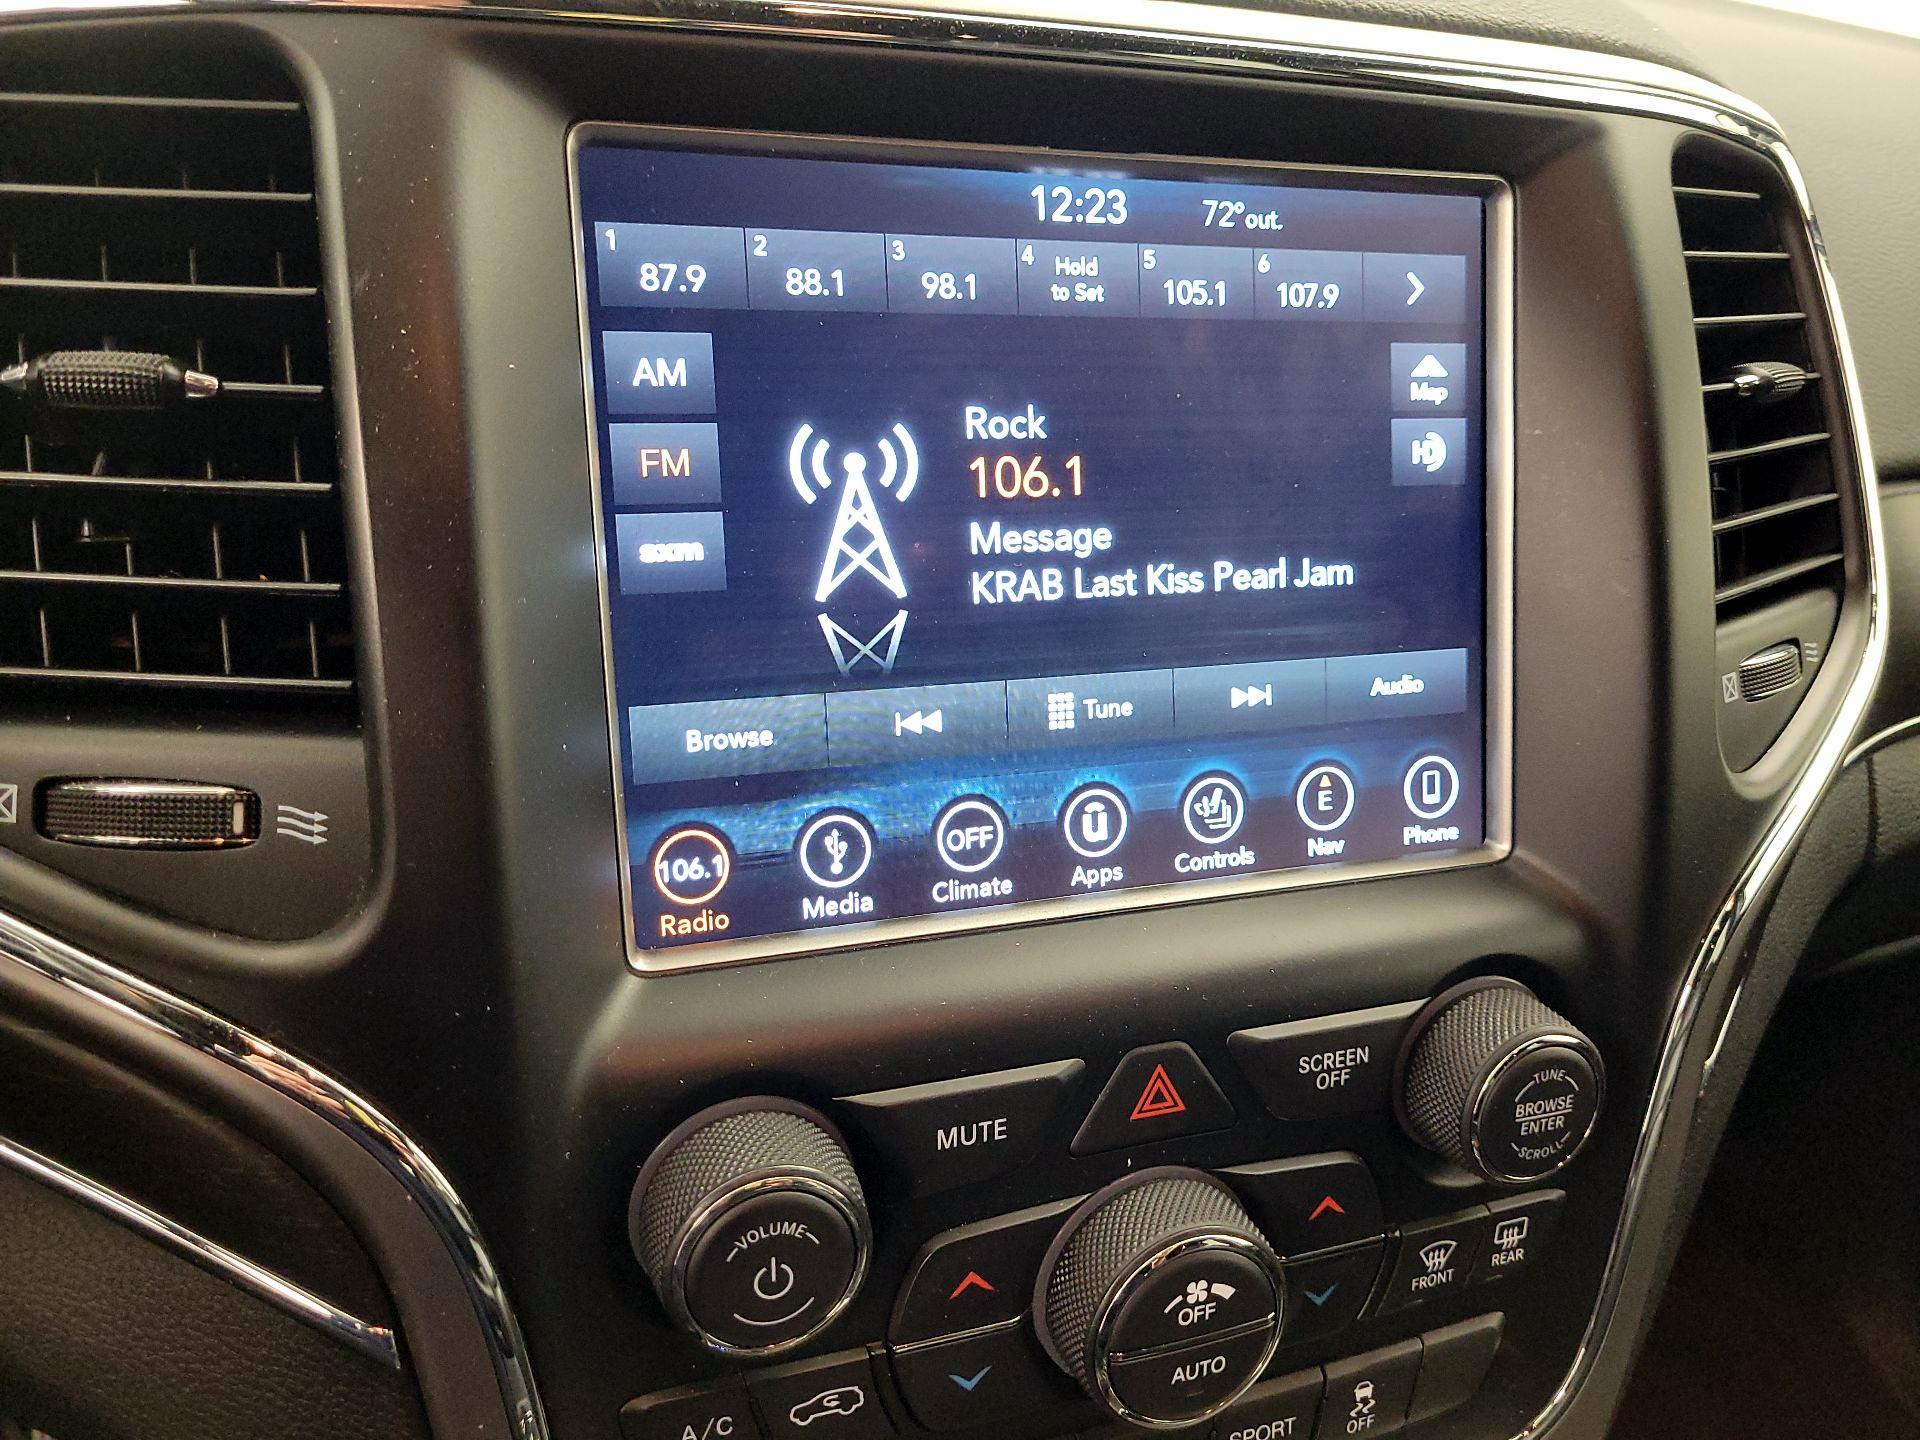 12:23
72° out.
1
87.9
2
88.1
3
98.1
4
Hold
to Set
5
105.1
6
107.9
AM
FM
sxm
Map
HD
Rock
106.1
Message
KRAB Last Kiss Pearl Jam
Browse
Tune
Audio
106.1
OFF
u
E
Radio
Media
Climate
Apps
Controls
Nav
Phone
MUTE
SCREEN
OFF
TUNE
BROWSE
ENTER
SCROLL
VOLUME
OFF
AUTO
FRONT
REAR
A/C
SPORT
OFF